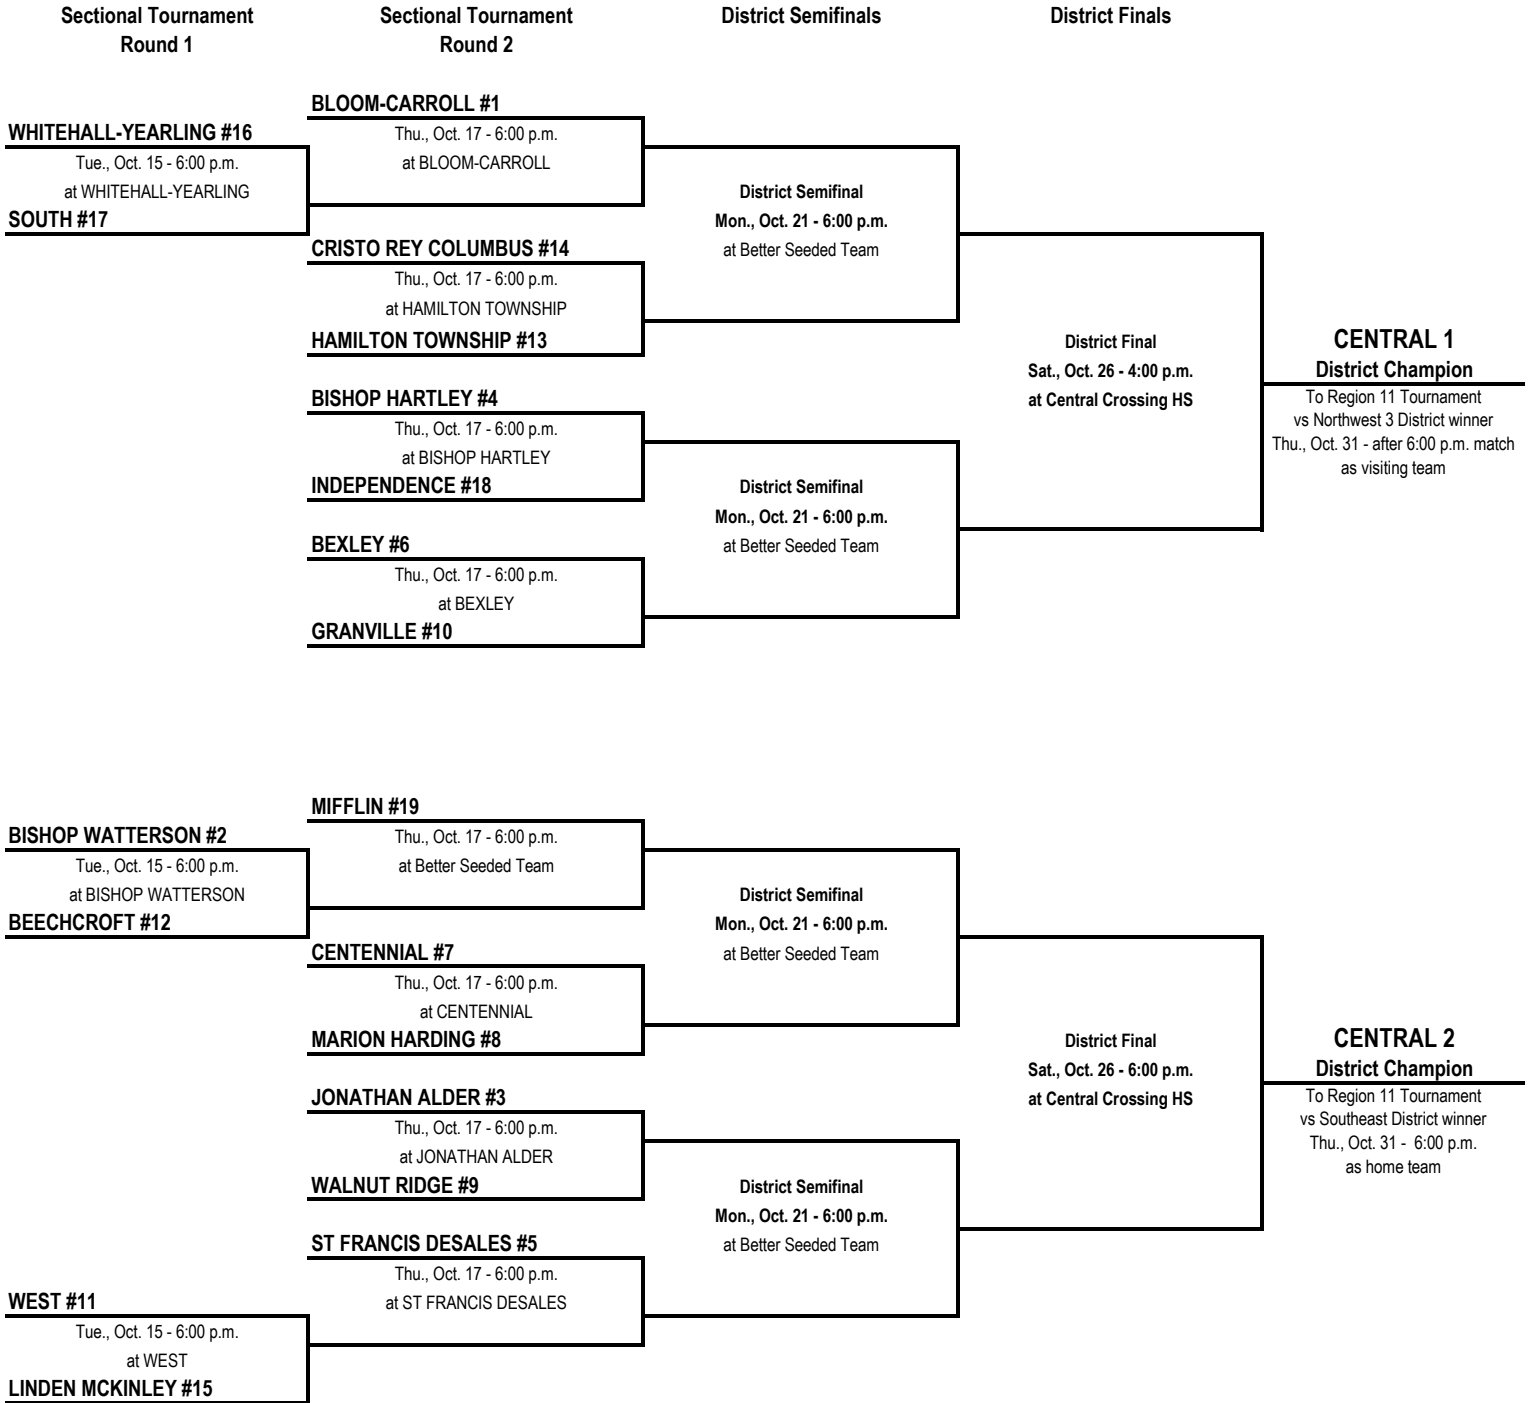 Sectional Tournament
Round 1
Sectional Tournament
Round 2
District Semifinals
District Finals
BLOOM-CARROLL #1
WHITEHALL-YEARLING #16
Thu., Oct. 17 - 6:00 p.m.
Tue., Oct. 15 - 6:00 p.m.
at BLOOM-CARROLL
at WHITEHALL-YEARLING
District Semifinal
SOUTH #17
Mon., Oct. 21 - 6:00 p.m.
CRISTO REY COLUMBUS #14
at Better Seeded Team
Thu., Oct. 17 - 6:00 p.m.
at HAMILTON TOWNSHIP
HAMILTON TOWNSHIP #13
District Final
CENTRAL 1
Sat., Oct. 26 - 4:00 p.m.
District Champion
BISHOP HARTLEY #4
at Central Crossing HS
To Region 11 Tournament
Thu., Oct. 17 - 6:00 p.m.
vs Northwest 3 District winner
at BISHOP HARTLEY
Thu., Oct. 31 - after 6:00 p.m. match
INDEPENDENCE #18
District Semifinal
as visiting team
Mon., Oct. 21 - 6:00 p.m.
BEXLEY #6
at Better Seeded Team
Thu., Oct. 17 - 6:00 p.m.
at BEXLEY
GRANVILLE #10
MIFFLIN #19
BISHOP WATTERSON #2
Thu., Oct. 17 - 6:00 p.m.
Tue., Oct. 15 - 6:00 p.m.
at Better Seeded Team
at BISHOP WATTERSON
District Semifinal
BEECHCROFT #12
Mon., Oct. 21 - 6:00 p.m.
CENTENNIAL #7
at Better Seeded Team
Thu., Oct. 17 - 6:00 p.m.
at CENTENNIAL
MARION HARDING #8
District Final
CENTRAL 2
Sat., Oct. 26 - 6:00 p.m.
District Champion
JONATHAN ALDER #3
at Central Crossing HS
To Region 11 Tournament
Thu., Oct. 17 - 6:00 p.m.
vs Southeast District winner
at JONATHAN ALDER
Thu., Oct. 31 - 6:00 p.m.
WALNUT RIDGE #9
District Semifinal
as home team
Mon., Oct. 21 - 6:00 p.m.
ST FRANCIS DESALES #5
at Better Seeded Team
Thu., Oct. 17 - 6:00 p.m.
WEST #11
at ST FRANCIS DESALES
Tue., Oct. 15 - 6:00 p.m.
at WEST
LINDEN MCKINLEY #15